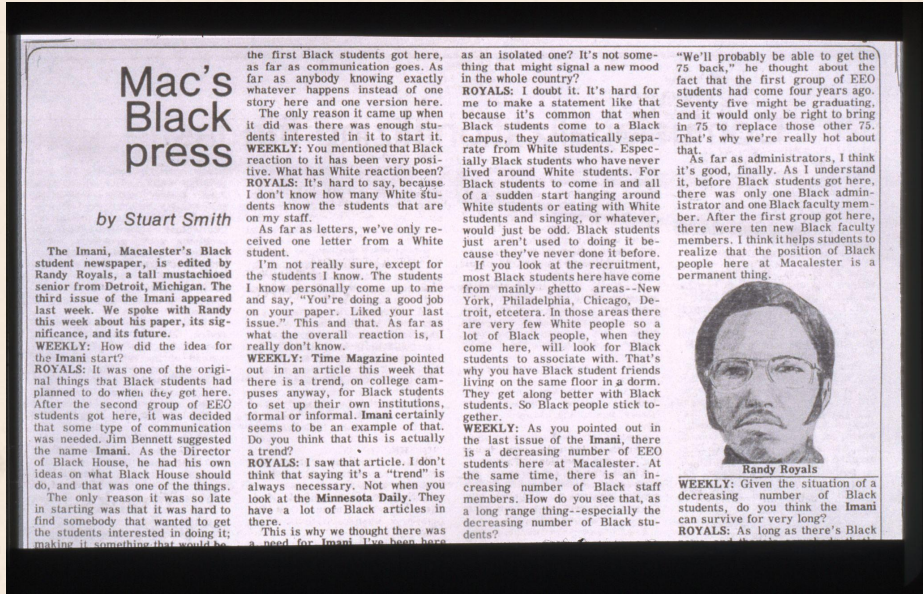 Mac's
Black
press
by Stuart Smith
The Imani, Macalester's Black
student newspaper, is edited by
Randy Royals, a tall mustachioed
senior from Detroit, Michigan. The
third issue of the Imani appeared
last week. We spoke with Randy
this week about his paper, its sig-
nificance, and its future.
WEEKLY: How did the idea for
the Imani start?
ROYALS: It was one of the origi-
nal things that Black students had
planned to do when they got here.
After the second group of EEO
students got here, it was decided
that some type of communication
was needed. Jim Bennett suggested
the name Imani. As the Director
of Black House, he had his own
ideas on what Black House should
do, and that was one of the things.
The only reason it was so late
in starting was that it was hard to
find somebody that wanted to get
the students interested in doing it;
making it something that would be
the first Black students got here,
as far as communication goes. As
far as anybody knowing exactly
whatever happens instead of one
story here and one version here.
The only reason it came up when
it did was there was enough stu-
dents interested in it to start it.
WEEKLY: You mentioned that Black
reaction to it has been very posi-
tive. What has White reaction been?
ROYALS: It's hard to say, because
I don't know how many White stu-
dents know the students that are
on my staff.
As far as letters, we've only re-
ceived one letter from a White
student.
I'm not really sure, except for
the students I know. The students
I know personally come up to me
and say, "You're doing a good job
on your paper. Liked your last
issue." This and that. As far as
what the overall reaction is, I
really don't know.
WEEKLY: Time Magazine pointed
out in an article this week that
there is a trend, on college cam-
puses anyway, for Black students
to set up their own institutions,
formal or informal. Imani certainly
seems to be an example of that.
Do you think that this is actually
a trend?
ROYALS: I saw that article. I don't
think that saying it's a "trend" is
always necessary. Not when you
look at the Minnesota Daily. They
have a lot of Black articles in
there.
This is why we thought there was
a need for Imani. I've been here
as an isolated one? It's not some-
thing that might signal a new mood
in the whole country?
ROYALS: I doubt it. It's hard for
me to make a statement like that
because it's common that when
Black students come to a Black
campus, they automatically sepa-
rate from White students. Espec-
ially Black students who have never
lived around White students. For
Black students to come in and all
of a sudden start hanging around
White students or eating with White
students and singing, or whatever,
would just be odd. Black students
just aren't used to doing it be-
cause they've never done it before.
If you look at the recruitment,
most Black students here have come
from mainly ghetto areas--New
York, Philadelphia, Chicago, De-
troit, etcetera. In those areas there
are very few White people so a
lot of Black people, when they
come here, will look for Black
students to associate with. That's
why you have Black student friends
living on the same floor in a dorm.
They get along better with Black
students. So Black people stick to-
gether.
WEEKLY: As you pointed out in
the last issue of the Imani, there
is a decreasing number of EEO
students here at Macalester. At
the same time, there is an in-
creasing number of Black staff
members. How do you see that, as
a long range thing--especially the
decreasing number of Black stu-
dents?
"We'll probably be able to get the
75 back," he thought about the
fact that the first group of EEO
students had come four years ago.
Seventy five might be graduating,
and it would only be right to bring
in 75 to replace those other 75.
That's why we're really hot about
that.
As far as administrators, I think
it's good, finally. As I understand
it, before Black students got here,
there was only one Black admin-
istrator and one Black faculty mem-
ber. After the first group got here,
there were ten new Black faculty
members. I think it helps students to
realize that the position of Black
people here at Macalester is a
permanent thing.
Randy Royals
WEEKLY: Given the situation of a
decreasing number of Black
students, do you think the Imani
can survive for very long?
ROYALS: As long as there's Black